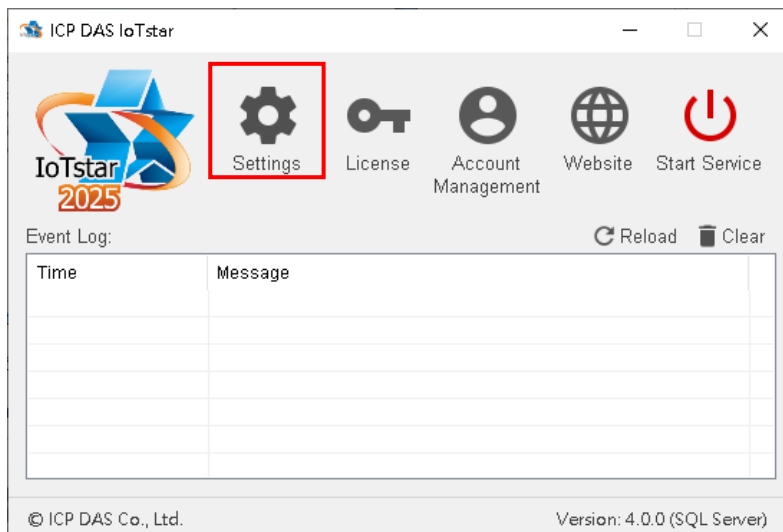 ICP DAS IoTstar
IoTstar
2025
Settings
License
Account
Management
Website
Start Service
Event Log:
Reload
Clear
Time
Message
© ICP DAS Co., Ltd.
Version: 4.0.0 (SQL Server)